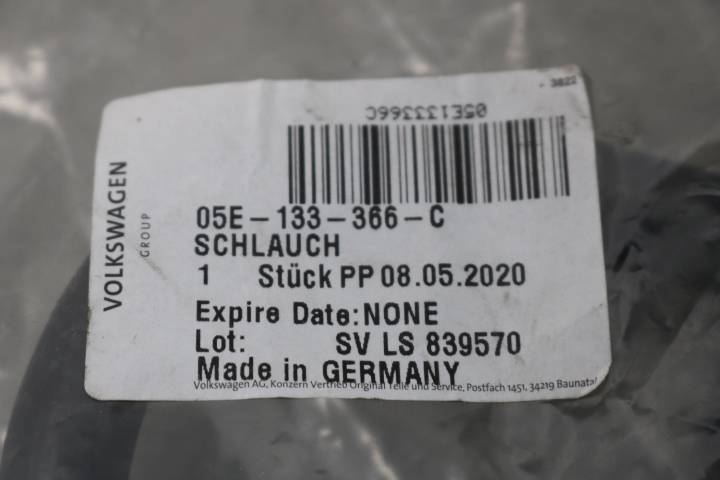 3822
05E133366C
VOLKSWAGEN
GROUP
05E-133-366-C
SCHLAUCH
1 Stück PP 08.05.2020
Expire Date:NONE
Lot: SV LS 839570
Made in GERMANY
Volkswagen AG, Konzern Vertrieb Original Teile und Service, Postfach 1451, 34219 Baunatal